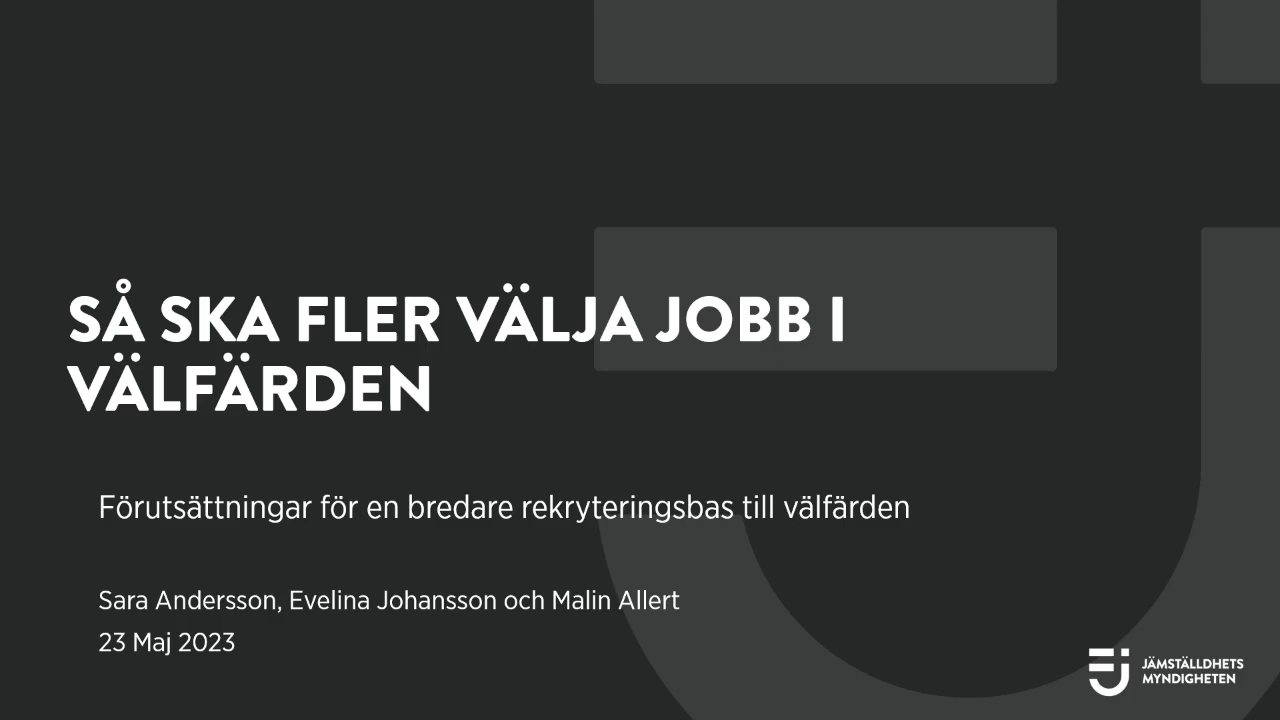 SÅ SKA FLER VÄLJA JOBB I
VÄLFÄRDEN
Förutsättningar för en bredare rekryteringsbas till välfärden
Sara Andersson, Evelina Johansson och Malin Allert
23 Maj 2023
JÄMSTÄLLDHETS
MYNDIGHETEN